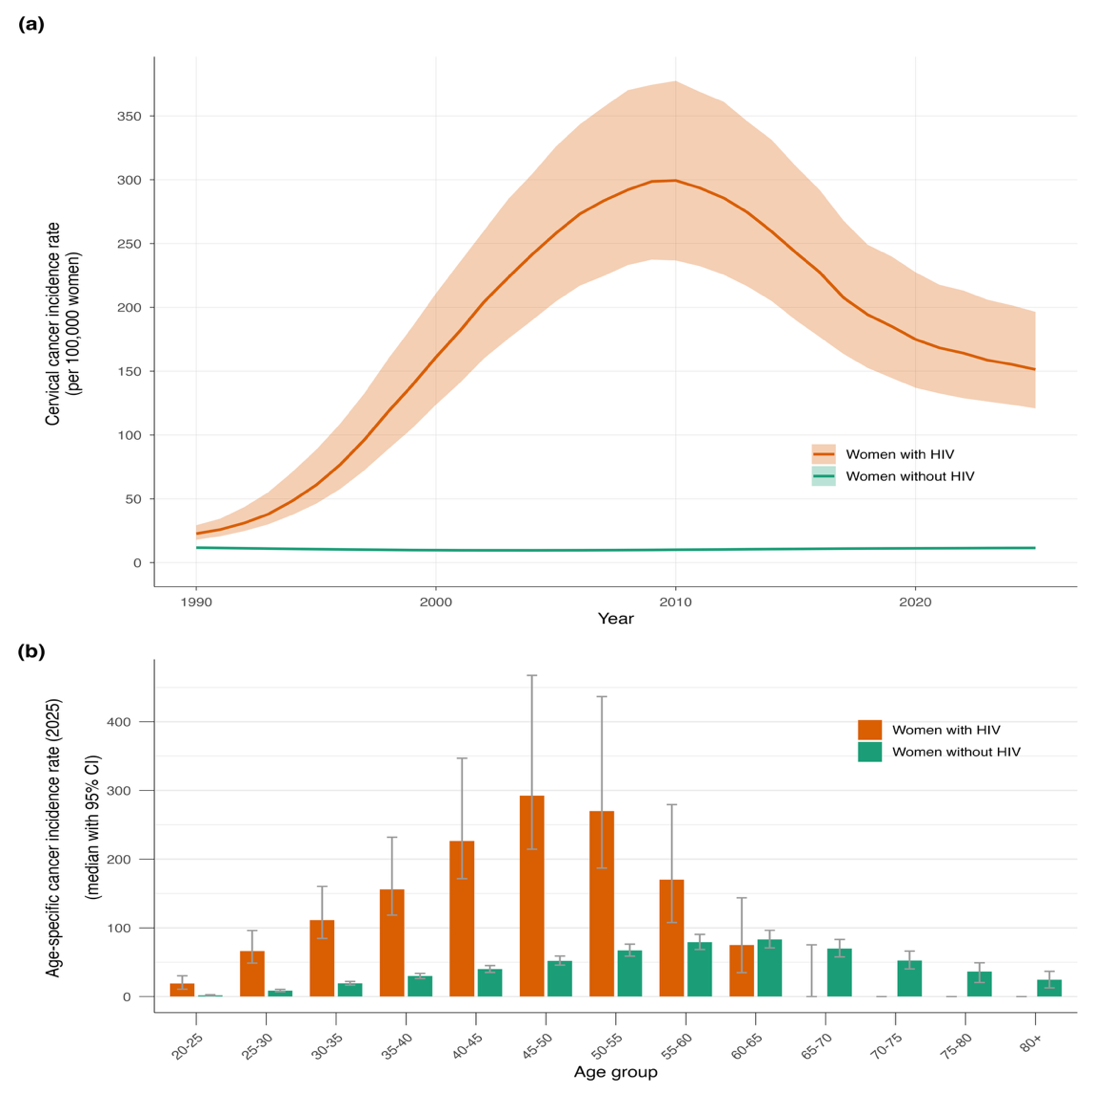 (a)
Cervical cancer incidence rate
(per 100,000 women)
350
300
250
200
150
100
50
0
Women with HIV
Women without HIV
1990 2000 2010 2020
Year
(b)
Age-specific cancer incidence rate (2025)
(median with 95% CI)
400
300
200
100
0
Women with HIV
Women without HIV
20-25 25-30 30-35 35-40 40-45 45-50 50-55 55-60 60-65 65-70 70-75 75-80 80+
Age group